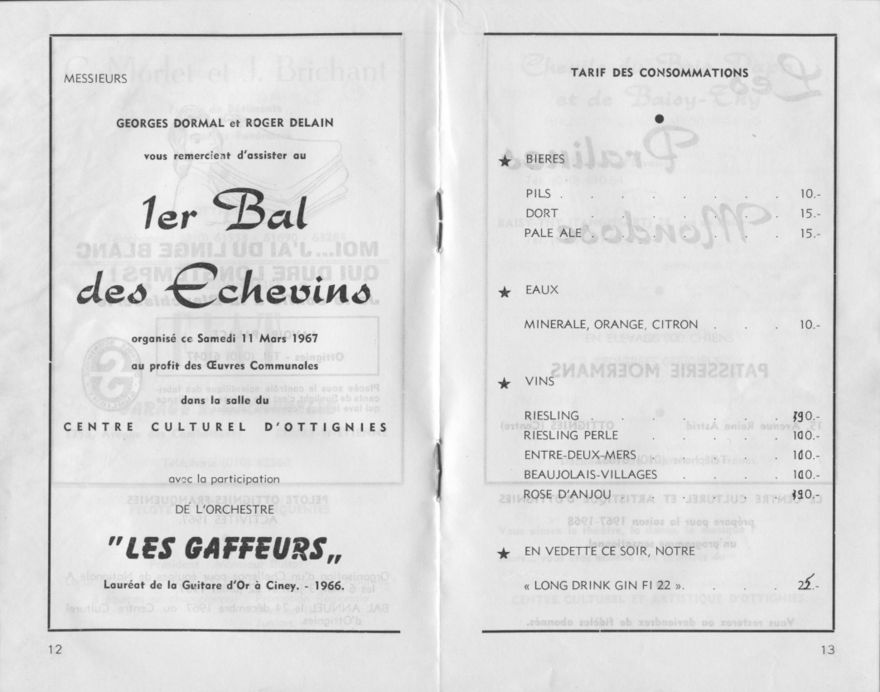 MESSIEURS
GEORGES DORMAL et ROGER DELAIN
vous remercient d'assister au
1er Bal
des Echevins
organisé ce Samedi 11 Mars 1967
au profit des Œuvres Communales
dans la salle du
CENTRE CULTUREL D'OTTIGNIES
avec la participation
DE L'ORCHESTRE
"LES GAFFEURS„
Lauréat de la Guitare d'Or à Ciney. - 1966.
12
TARIF DES CONSOMMATIONS
BIERES
PILS . . . . . . . . 10.-
DORT . . . . . . . . 15.-
PALE ALE . . . . . . . 15.-
EAUX
MINERALE, ORANGE, CITRON . . . 10.-
VINS
RIESLING
RIESLING PERLE
ENTRE-DEUX-MERS
BEAUJOLAIS-VILLAGES
ROSE D'ANJOU
EN VEDETTE CE SOIR, NOTRE
« LONG DRINK GIN FI 22 ».
13